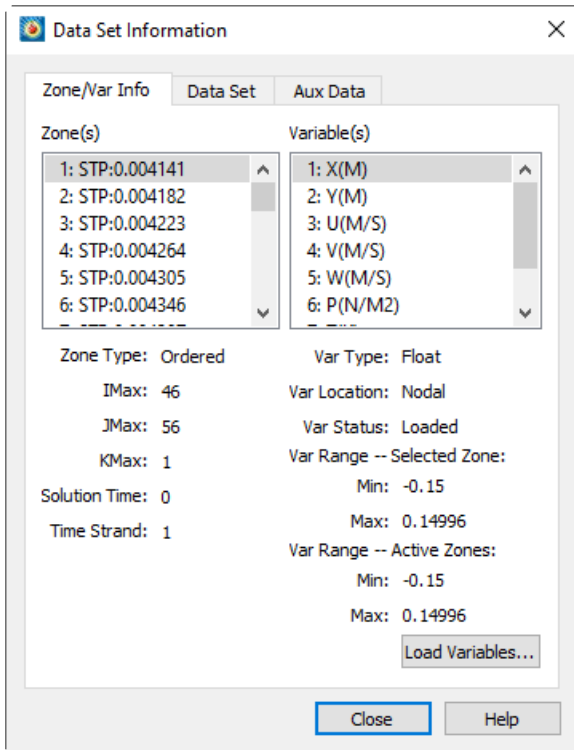 Data Set Information
Zone/Var Info Data Set Aux Data
Zone(s)
1: STP:0.004141
2: STP:0.004182
3: STP:0.004223
4: STP:0.004264
5: STP:0.004305
6: STP:0.004346
Variable(s)
1: X(M)
2: Y(M)
3: U(M/S)
4: V(M/S)
5: W(M/S)
6: P(N/M2)
Zone Type: Ordered
IMax: 46
JMax: 56
KMax: 1
Solution Time: 0
Time Strand: 1
Var Type: Float
Var Location: Nodal
Var Status: Loaded
Var Range -- Selected Zone:
Min: -0.15
Max: 0.14996
Var Range -- Active Zones:
Min: -0.15
Max: 0.14996
Load Variables...
Close Help